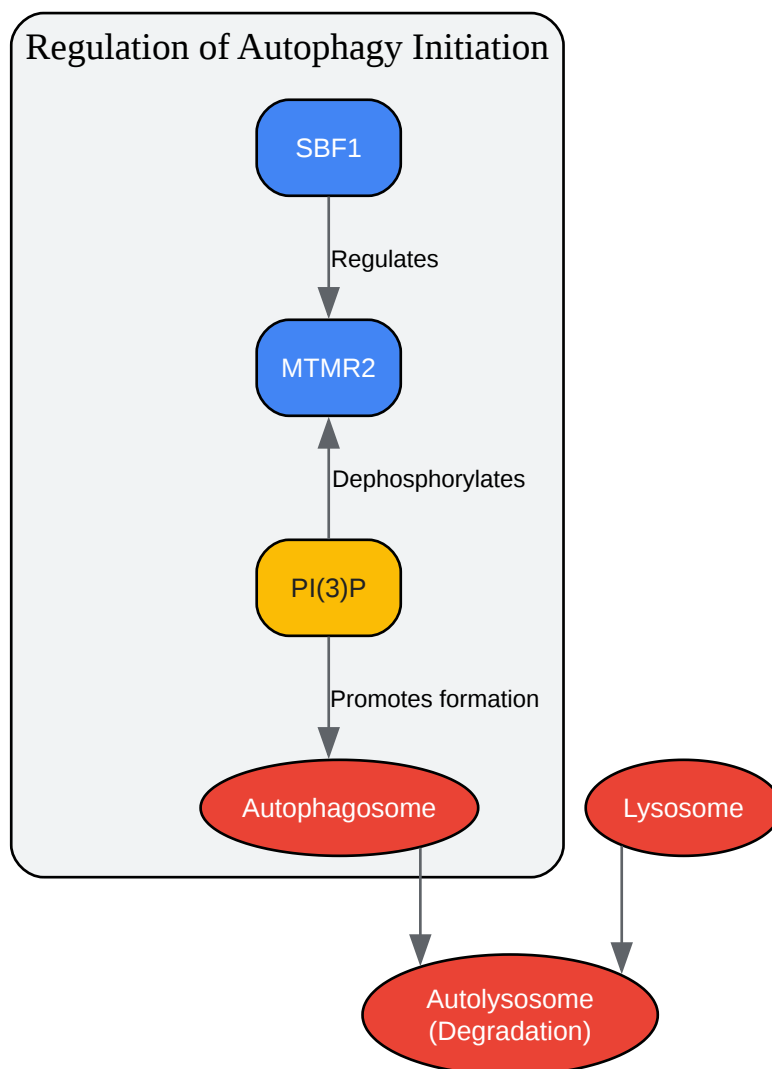 Regulation of Autophagy Initiation
SBF1
Regulates
MTMR2
Dephosphorylates
PI(3)P
Promotes formation
Autophagosome
Lysosome
Autolysosome
(Degradation)